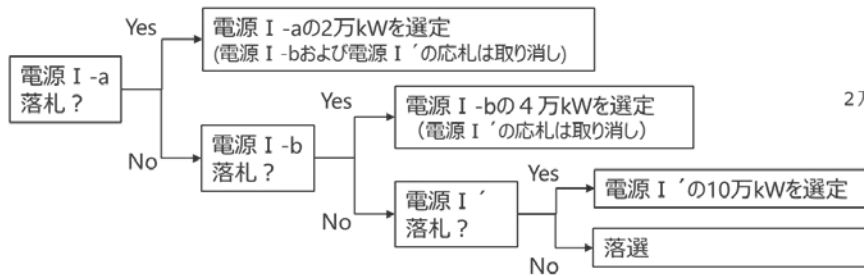 Yes
電源Ⅰ-aの2万kWを選定
(電源Ⅰ-bおよび電源Ⅰ´の応札は取り消し)
電源Ⅰ-a
落札？
Yes
電源Ⅰ-bの４万kWを選定
（電源Ⅰ´の応札は取り消し）
2万
No
電源Ⅰ-b
落札？
Yes
電源Ⅰ´の10万kWを選定
No
電源Ⅰ´
落札？
落選
No